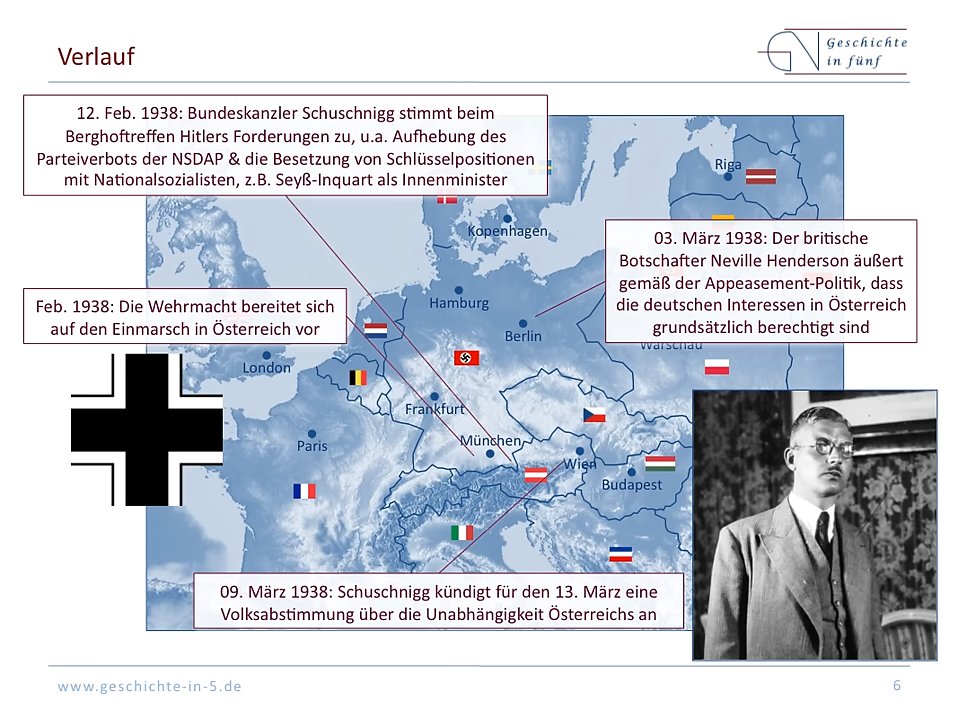 Verlauf
Geschichte
in fünf
12. Feb. 1938: Bundeskanzler Schuschnigg stimmt beim
Berghoftreffen Hitlers Forderungen zu, u.a. Aufhebung des
Parteiverbots der NSDAP & die Besetzung von Schlüsselpositionen
mit Nationalsozialisten, z.B. Seyß-Inquart als Innenminister
Riga
Kopenhagen
03. März 1938: Der britische
Botschafter Neville Henderson äußert
gemäß der Appeasement-Politik, dass
die deutschen Interessen in Österreich
grundsätzlich berechtigt sind
Feb. 1938: Die Wehrmacht bereitet sich
auf den Einmarsch in Österreich vor
Hamburg
Berlin
Warschau
London
Frankfurt
Paris
München
Wien
Budapest
09. März 1938: Schuschnigg kündigt für den 13. März eine
Volksabstimmung über die Unabhängigkeit Österreichs an
www.geschichte-in-5.de
6